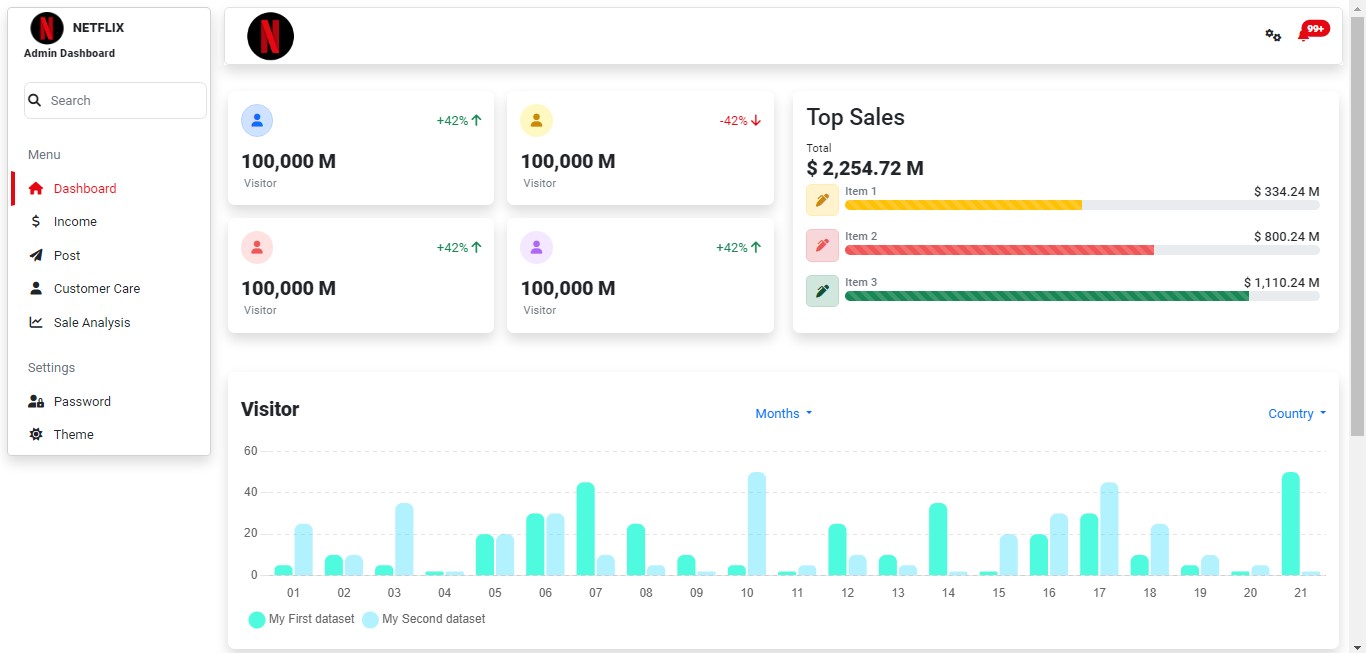 NETFLIX
Admin Dashboard
Search
Menu
Dashboard
Income
Post
Customer Care
Sale Analysis
Settings
Password
Theme
N
N
99+
+42%
100,000 M
Visitor
-42%
100,000 M
Visitor
+42%
100,000 M
Visitor
+42%
100,000 M
Visitor
Top Sales
Total
$ 2,254.72 M
Item 1 $ 334.24 M
Item 2 $ 800.24 M
Item 3 $ 1,110.24 M
Visitor Months Country
60
40
20
0
01 02 03 04 05 06 07 08 09 10 11 12 13 14 15 16 17 18 19 20 21
My First dataset My Second dataset